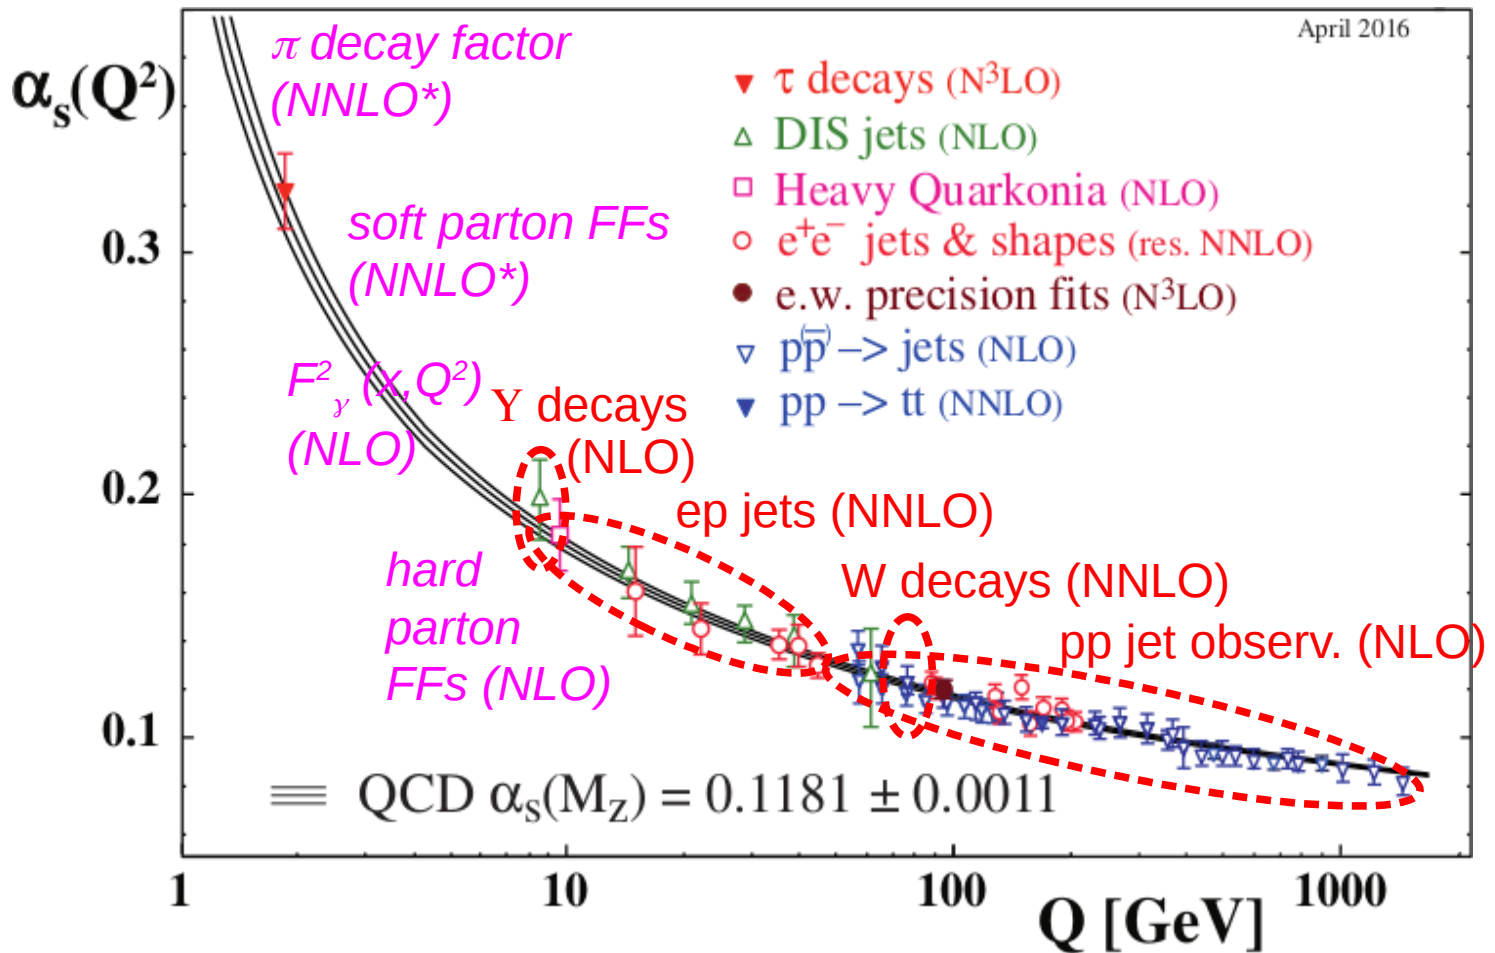 April 2016
αs(Q²)
π decay factor
(NNLO*)
τ decays (N³LO)
DIS jets (NLO)
Heavy Quarkonia (NLO)
e⁺e⁻ jets & shapes (res. NNLO)
e.w. precision fits (N³LO)
pp̅⁽⁾ –> jets (NLO)
pp –> tt (NNLO)
soft parton FFs
(NNLO*)
F²γ (x,Q²)
(NLO)
Υ decays
(NLO)
ep jets (NNLO)
hard
parton
FFs (NLO)
W decays (NNLO)
pp jet observ. (NLO)
QCD αs(Mz) = 0.1181 ± 0.0011
0.3
0.2
0.1
1 10 100 1000
Q [GeV]